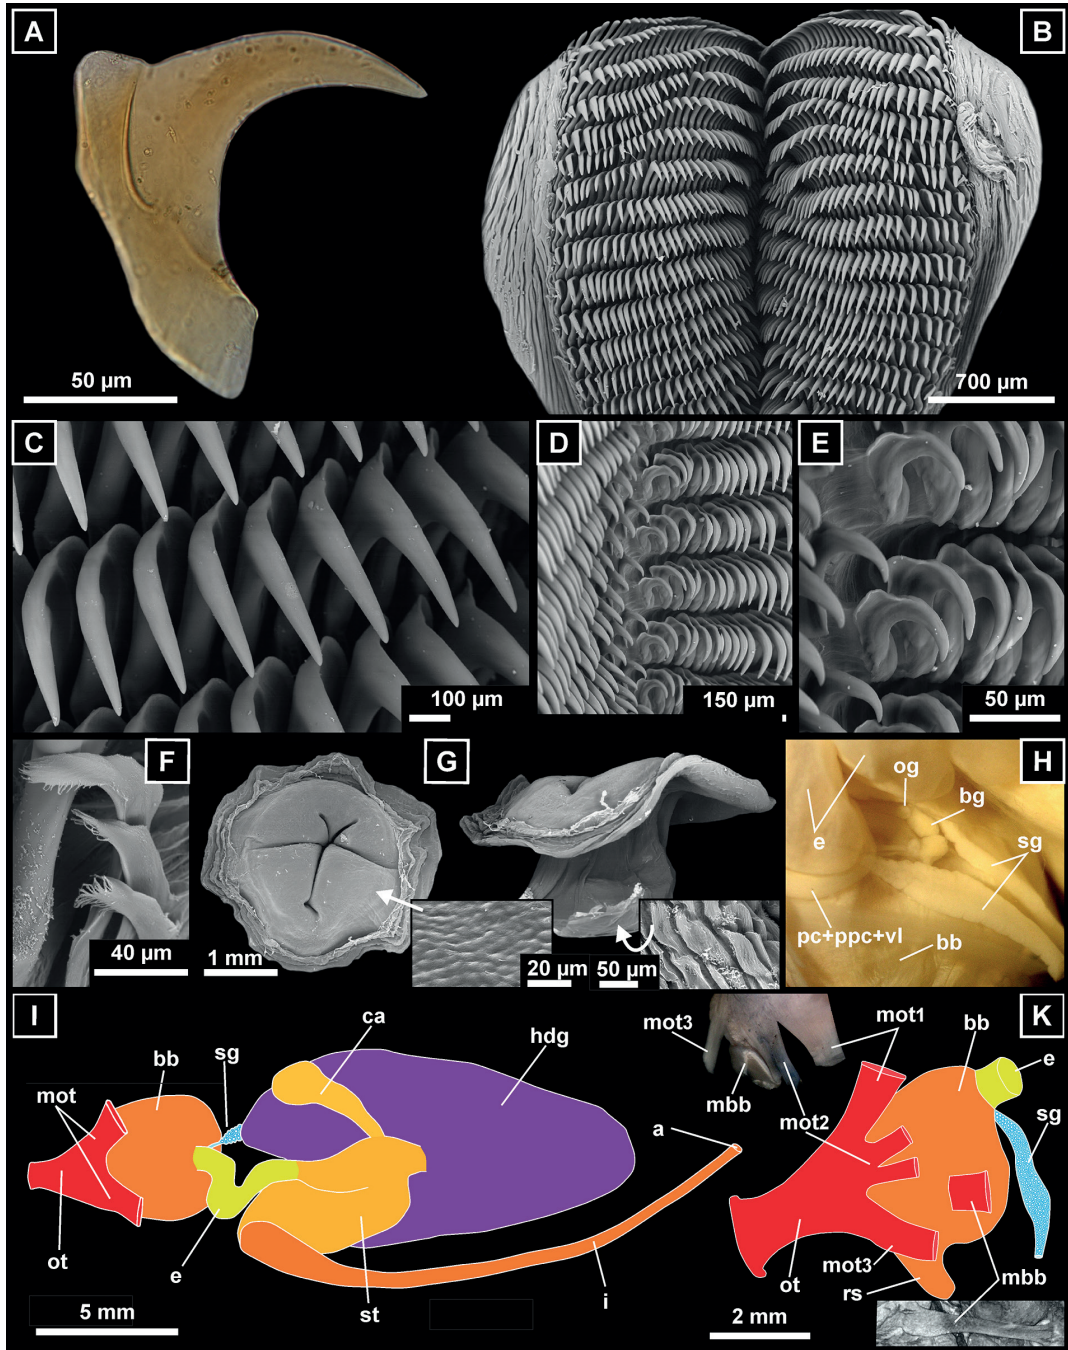 A
B
50 µm
700 µm
C
D
E
100 µm
150 µm
50 µm
F
G
H
og
bg
e
sg
pc+ppc+vl
bb
40 µm
1 mm
20 µm
50 µm
I
K
ca
hdg
mot3
mot1
bb
e
bb
sg
mot
mbb
mot2
sg
a
ot
e
st
i
ot
mot3
rs
mbb
5 mm
2 mm